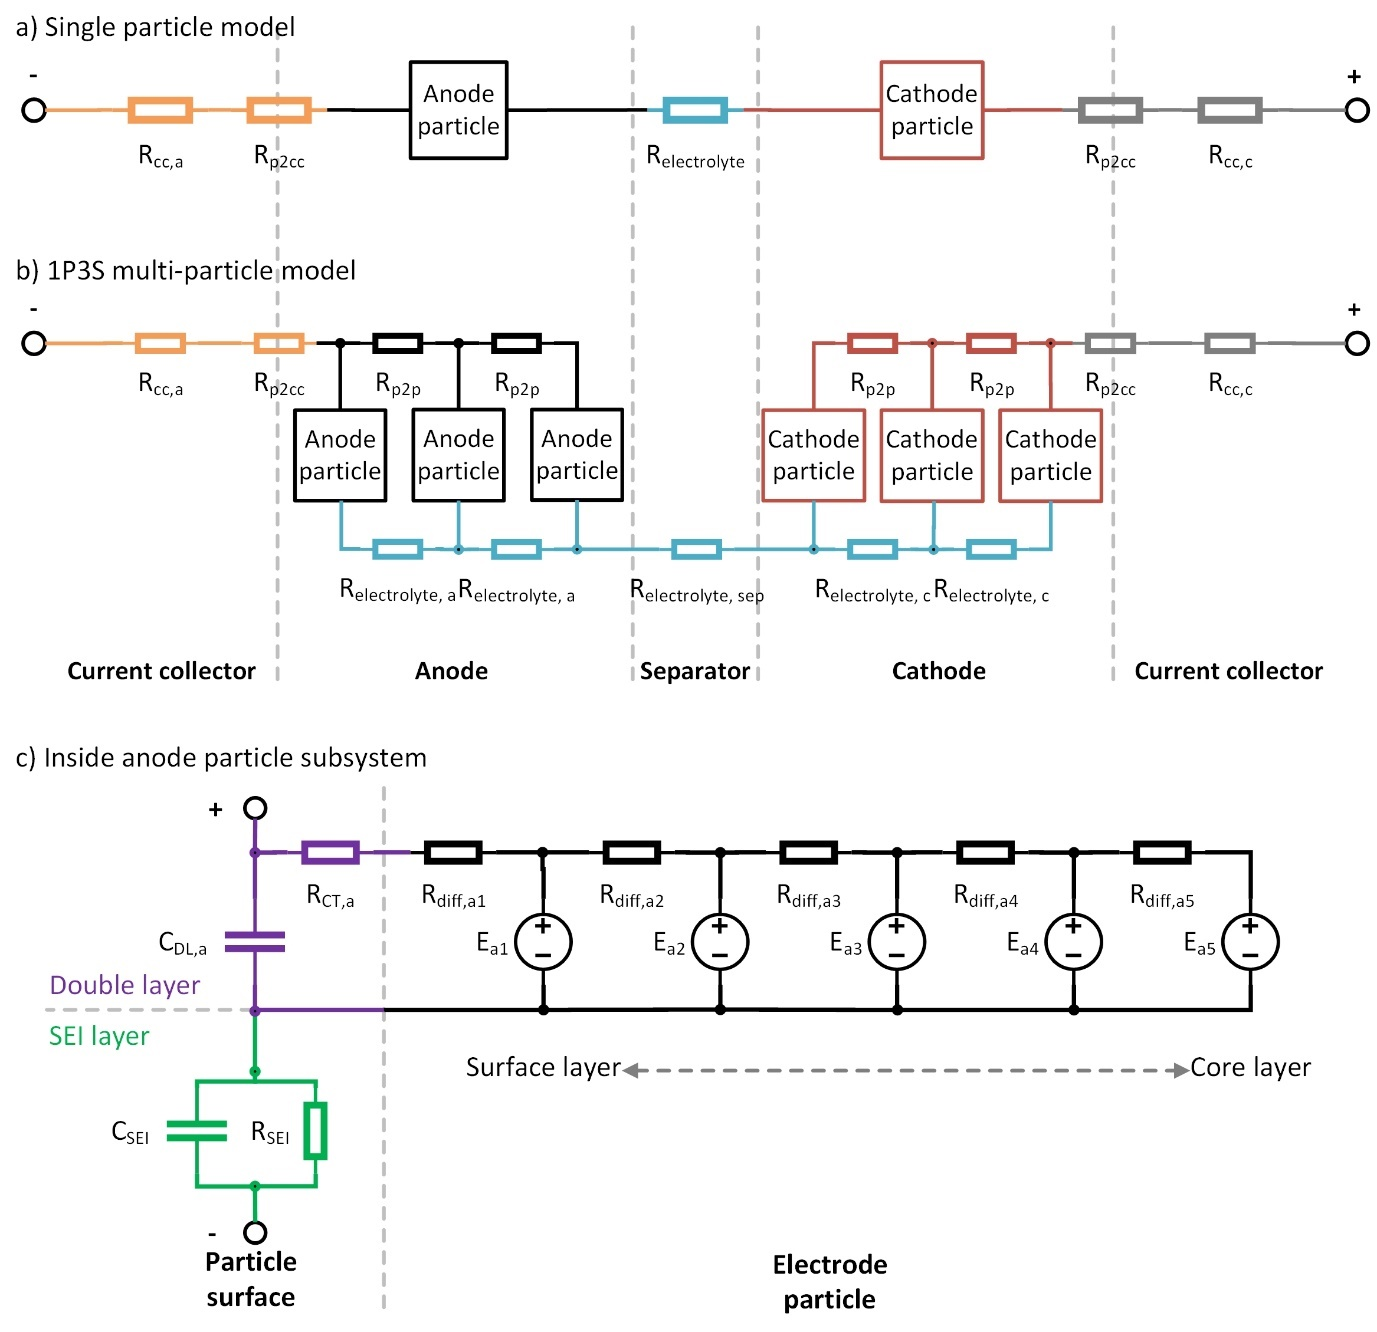 a) Single particle model
- +
Anode
particle
Cathode
particle
Rcc,a Rp2cc Relectrolyte Rp2cc Rcc,c
b) 1P3S multi-particle model
- +
Rcc,a Rp2cc Rp2p Rp2p Rp2p Rp2p Rp2cc Rcc,c
Anode
particle
Anode
particle
Anode
particle
Cathode
particle
Cathode
particle
Cathode
particle
Relectrolyte, a Relectrolyte, a Relectrolyte, sep Relectrolyte, c Relectrolyte, c
Current collector Anode Separator Cathode Current collector
c) Inside anode particle subsystem
+
RCT,a Rdiff,a1 Rdiff,a2 Rdiff,a3 Rdiff,a4 Rdiff,a5
CDL,a Ea1 + − Ea2 + − Ea3 + − Ea4 + − Ea5 + −
Double layer
SEI layer
Surface layer Core layer
CSEI RSEI
-
Particle
surface
Electrode
particle